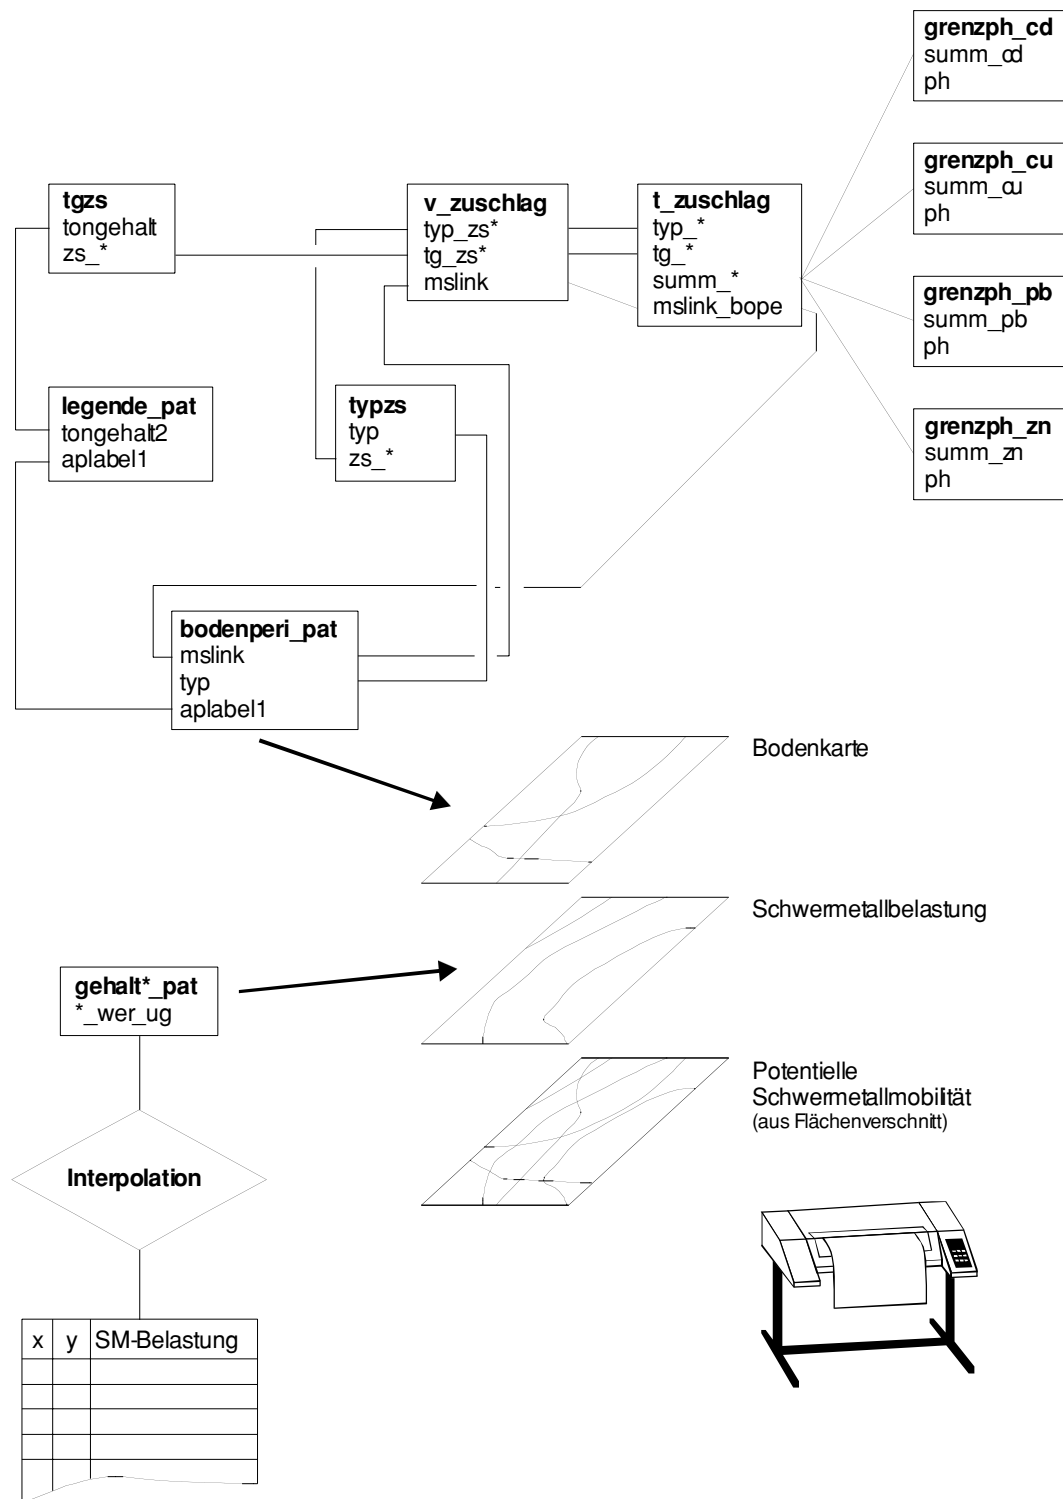 grenzph_cd
summ_cd
ph
grenzph_cu
summ_cu
ph
tgzs
tongehalt
zs_*
v_zuschlag
typ_zs*
tg_zs*
mslink
t_zuschlag
typ_*
tg_*
summ_*
mslink_bope
grenzph_pb
summ_pb
ph
legende_pat
tongehalt2
aplabel1
typzs
typ
zs_*
grenzph_zn
summ_zn
ph
bodenperi_pat
mslink
typ
aplabel1
Bodenkarte
Schwermetallbelastung
gehalt*_pat
*_wer_ug
Potentielle
Schwermetallmobilität
(aus Flächenverschnitt)
Interpolation
x y SM-Belastung